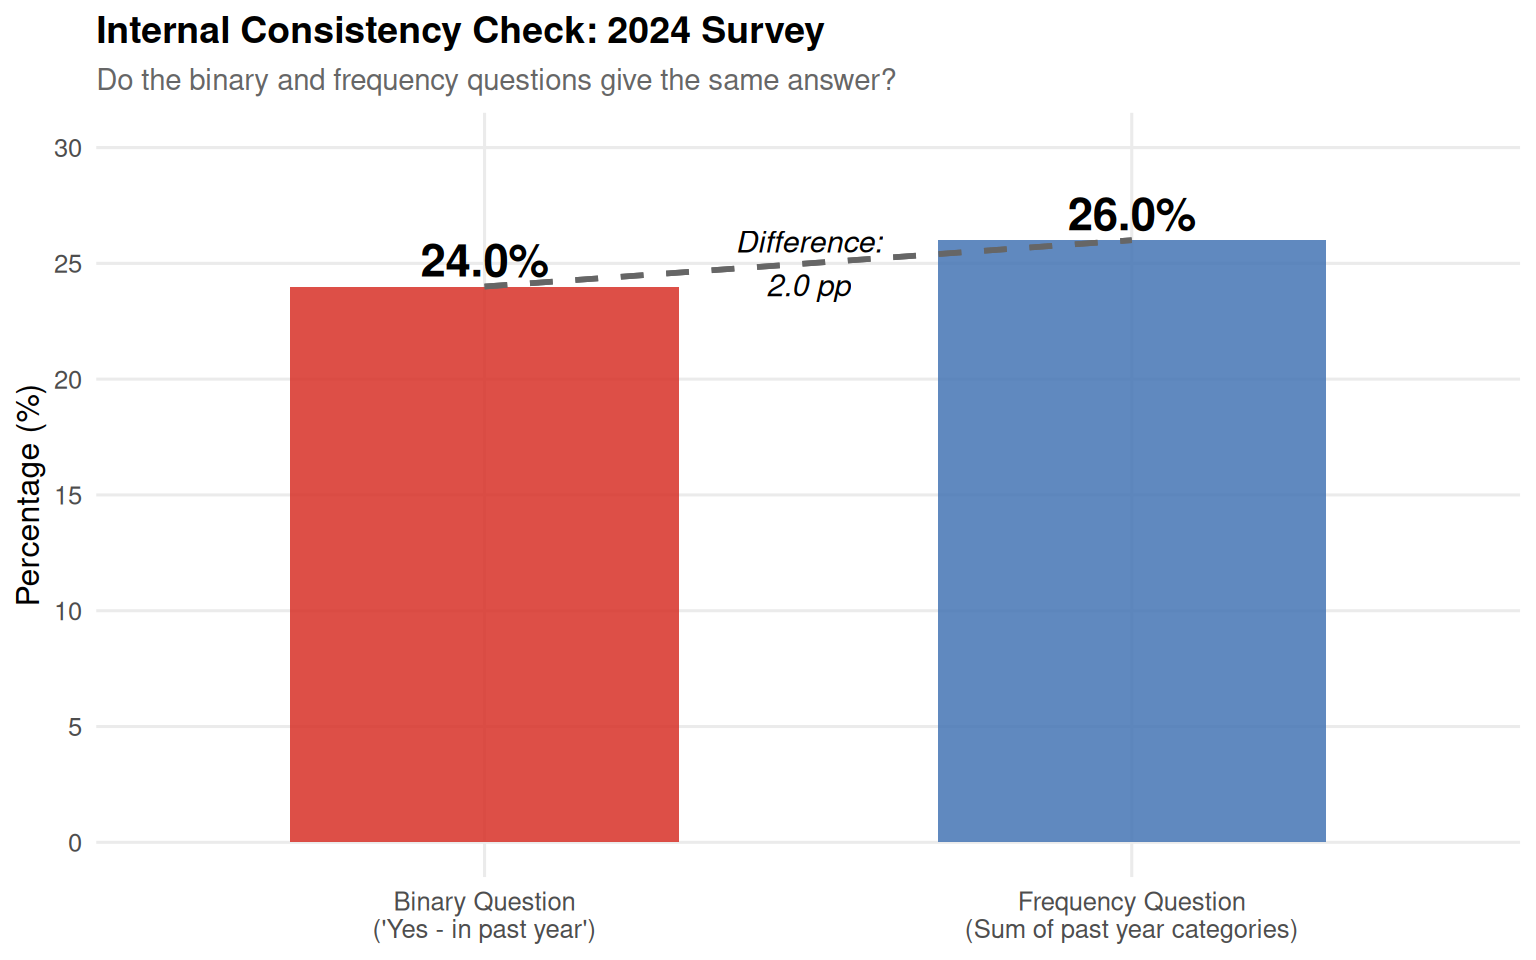 Internal Consistency Check: 2024 Survey
Do the binary and frequency questions give the same answer?
Percentage (%)
30
25
20
15
10
5
0
24.0%
Difference:
2.0 pp
26.0%
Binary Question
('Yes - in past year')
Frequency Question
(Sum of past year categories)